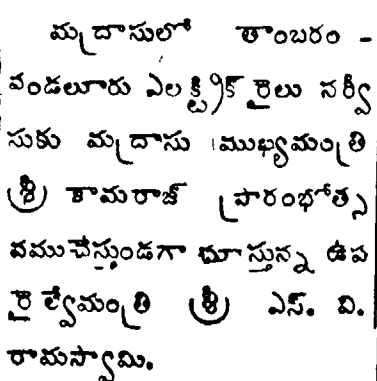 మద్రాసులో తాంబరం -
వండలూరు ఎలక్ట్రిక్ రైలు సర్వీ
సుకు మద్రాసు ముఖ్యమంత్రి
శ్రీ కామరాజ్ ప్రారంభోత్స
వముచేస్తుండగా చూస్తున్న ఉప
రైల్వేమంత్రి శ్రీ ఎస్. వి.
రామస్వామి.